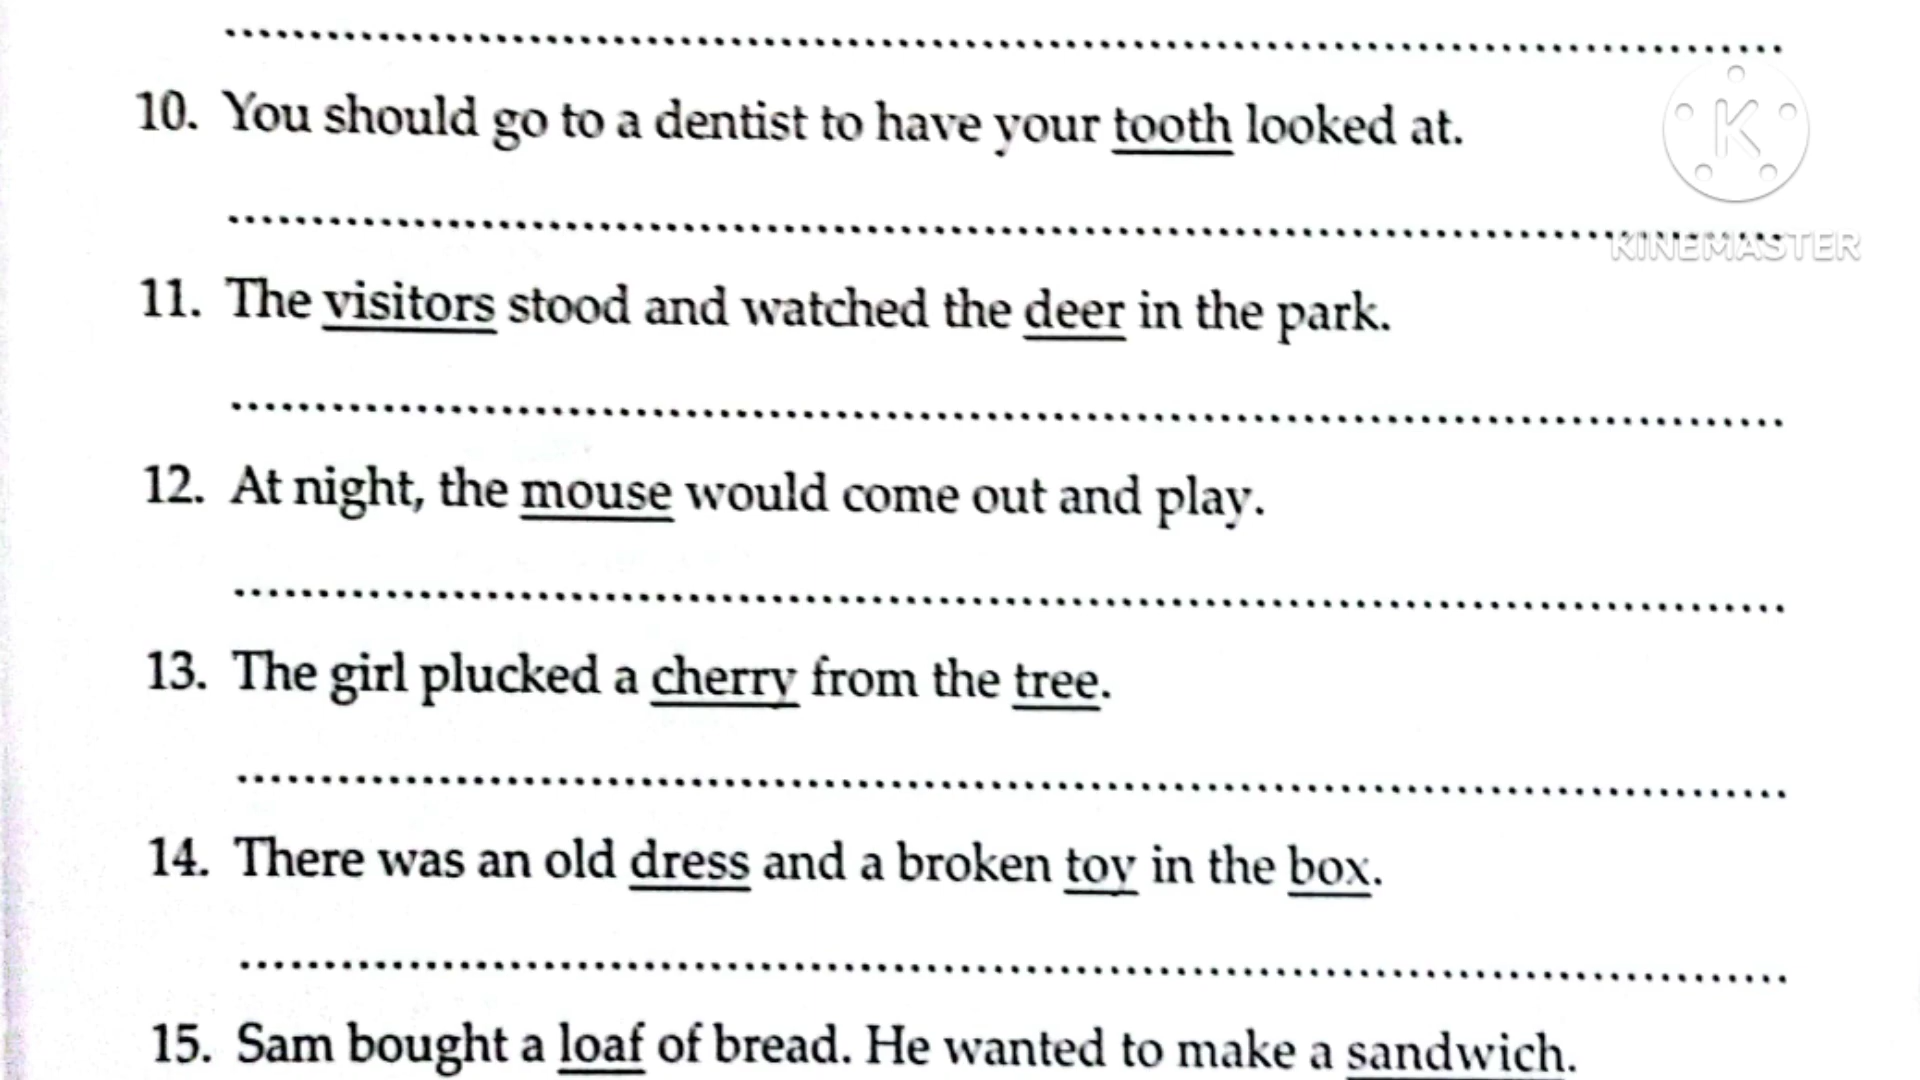 10. You should go to a dentist to have your tooth looked at.
KINEMASTER
11. The visitors stood and watched the deer in the park.
12. At night, the mouse would come out and play.
13. The girl plucked a cherry from the tree.
14. There was an old dress and a broken toy in the box.
15. Sam bought a loaf of bread. He wanted to make a sandwich.